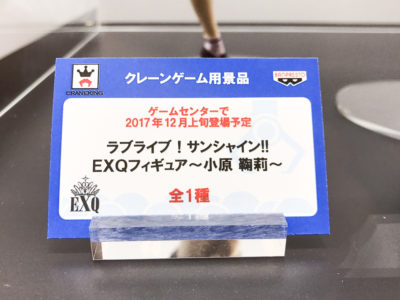 CRANEKING
クレーンゲーム用景品
BANPRESTO
ゲームセンターで
2017年12月上旬登場予定
ラブライブ！サンシャイン!!
EXQフィギュア～小原 鞠莉～
EXQ
全1種